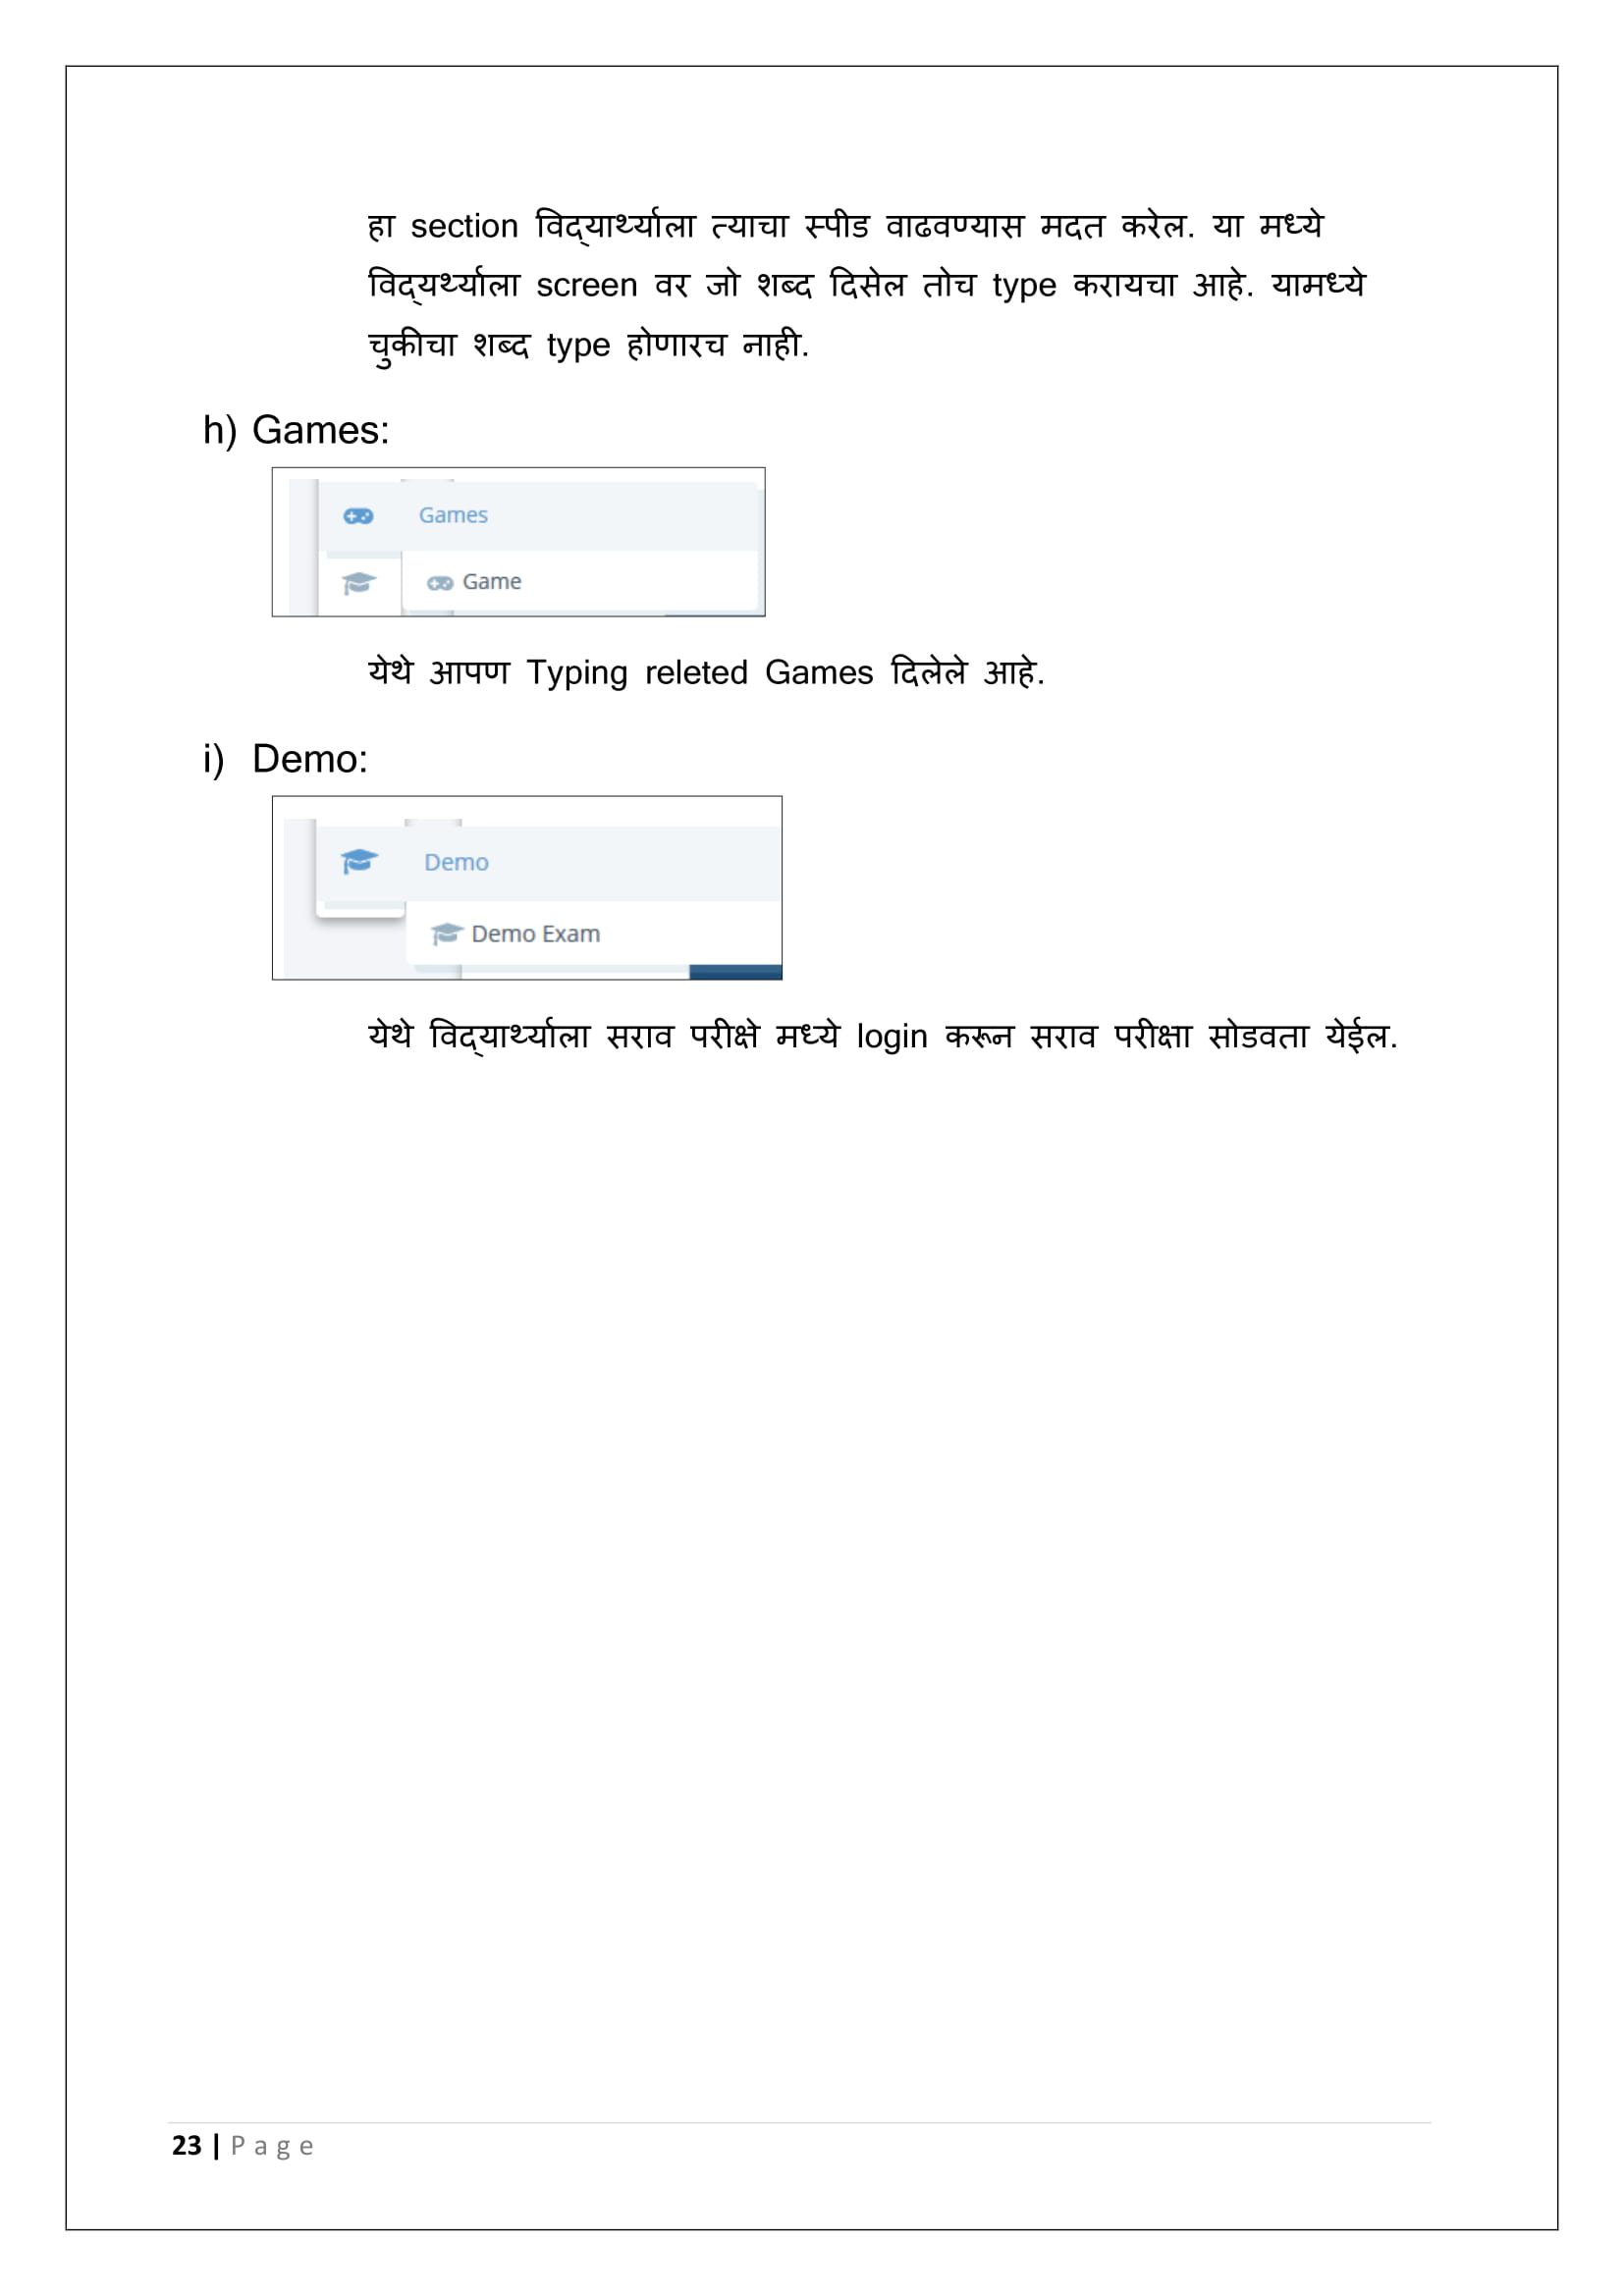 हा section विद्यार्थ्याला त्याचा स्पीड वाढवण्यास मदत करेल. या मध्ये
विद्यर्थ्याला screen वर जो शब्द दिसेल तोच type करायचा आहे. यामध्ये
चुकीचा शब्द type होणारच नाही.
h) Games:
Games
Game
येथे आपण Typing releted Games दिलेले आहे.
i) Demo:
Demo
Demo Exam
येथे विद्यार्थ्याला सराव परीक्षे मध्ये login करून सराव परीक्षा सोडवता येईल.
23 | Page